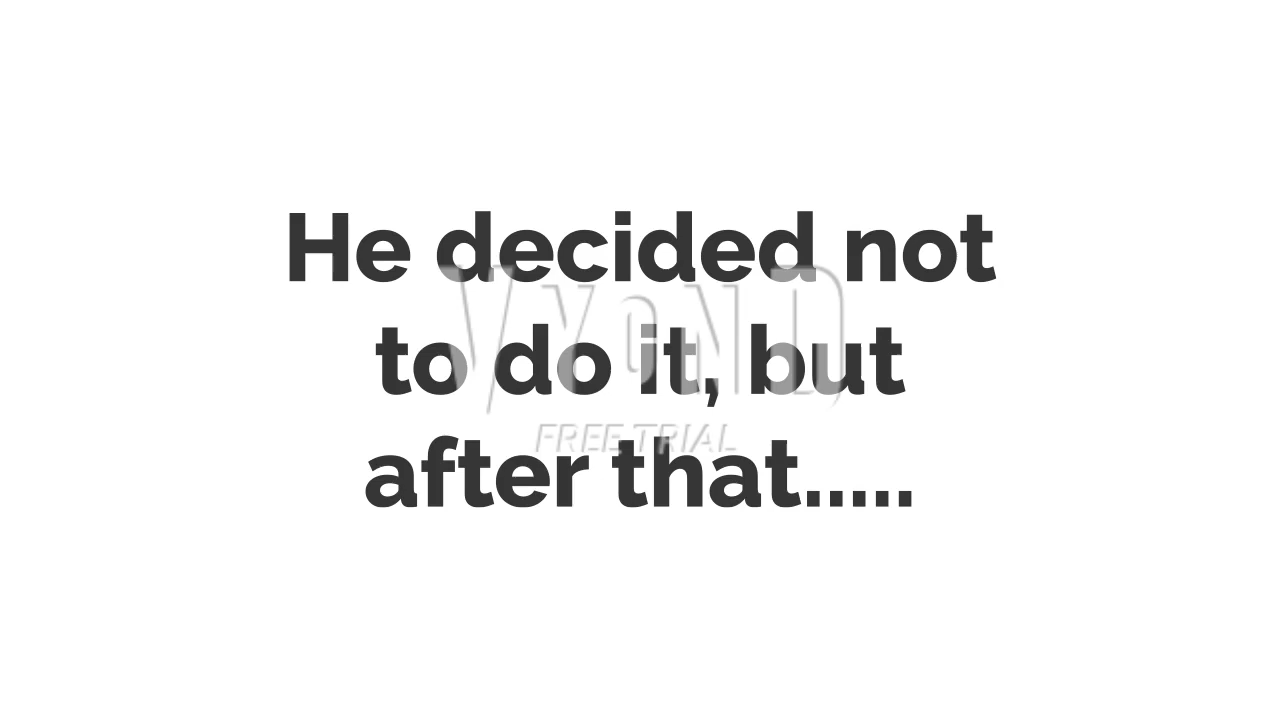 He decided not
to do it, but
after that.....
VYOND
FREE TRIAL